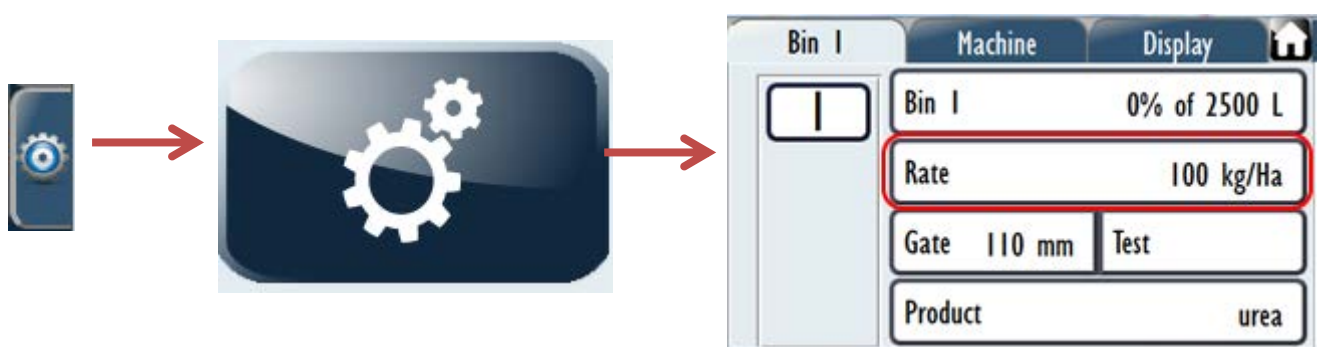 Bin 1 Machine Display
1
Bin 1 0% of 2500 L
Rate 100 kg/Ha
Gate 110 mm Test
Product urea